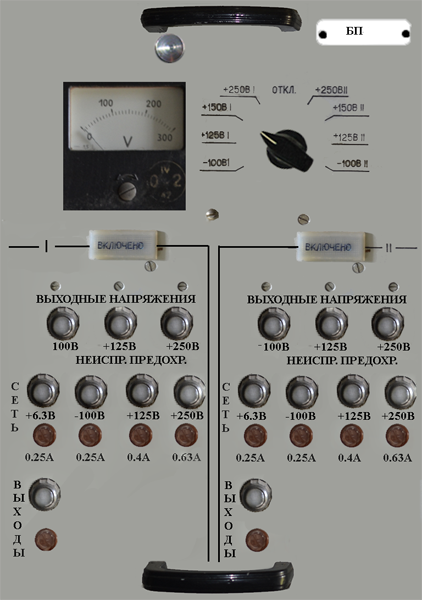 БП
100 200
300
V
IV
0 2
А2
+250В I ОТКЛ. +250В II
+150В I +150В II
+125В I +125В II
-100В I -100В II
I ВКЛЮЧЕНО ВКЛЮЧЕНО II
ВЫХОДНЫЕ НАПРЯЖЕНИЯ
100В +125В +250В
НЕИСПР. ПРЕДОХР.
СЕТЬ
+6.3В -100В +125В +250В
0.25А 0.25А 0.4А 0.63А
ВЫХОДЫ
ВЫХОДНЫЕ НАПРЯЖЕНИЯ
-100В +125В +250В
НЕИСПР. ПРЕДОХР.
СЕТЬ
+6.3В -100В +125В +250В
0.25А 0.25А 0.4А 0.63А
ВЫХОДЫ